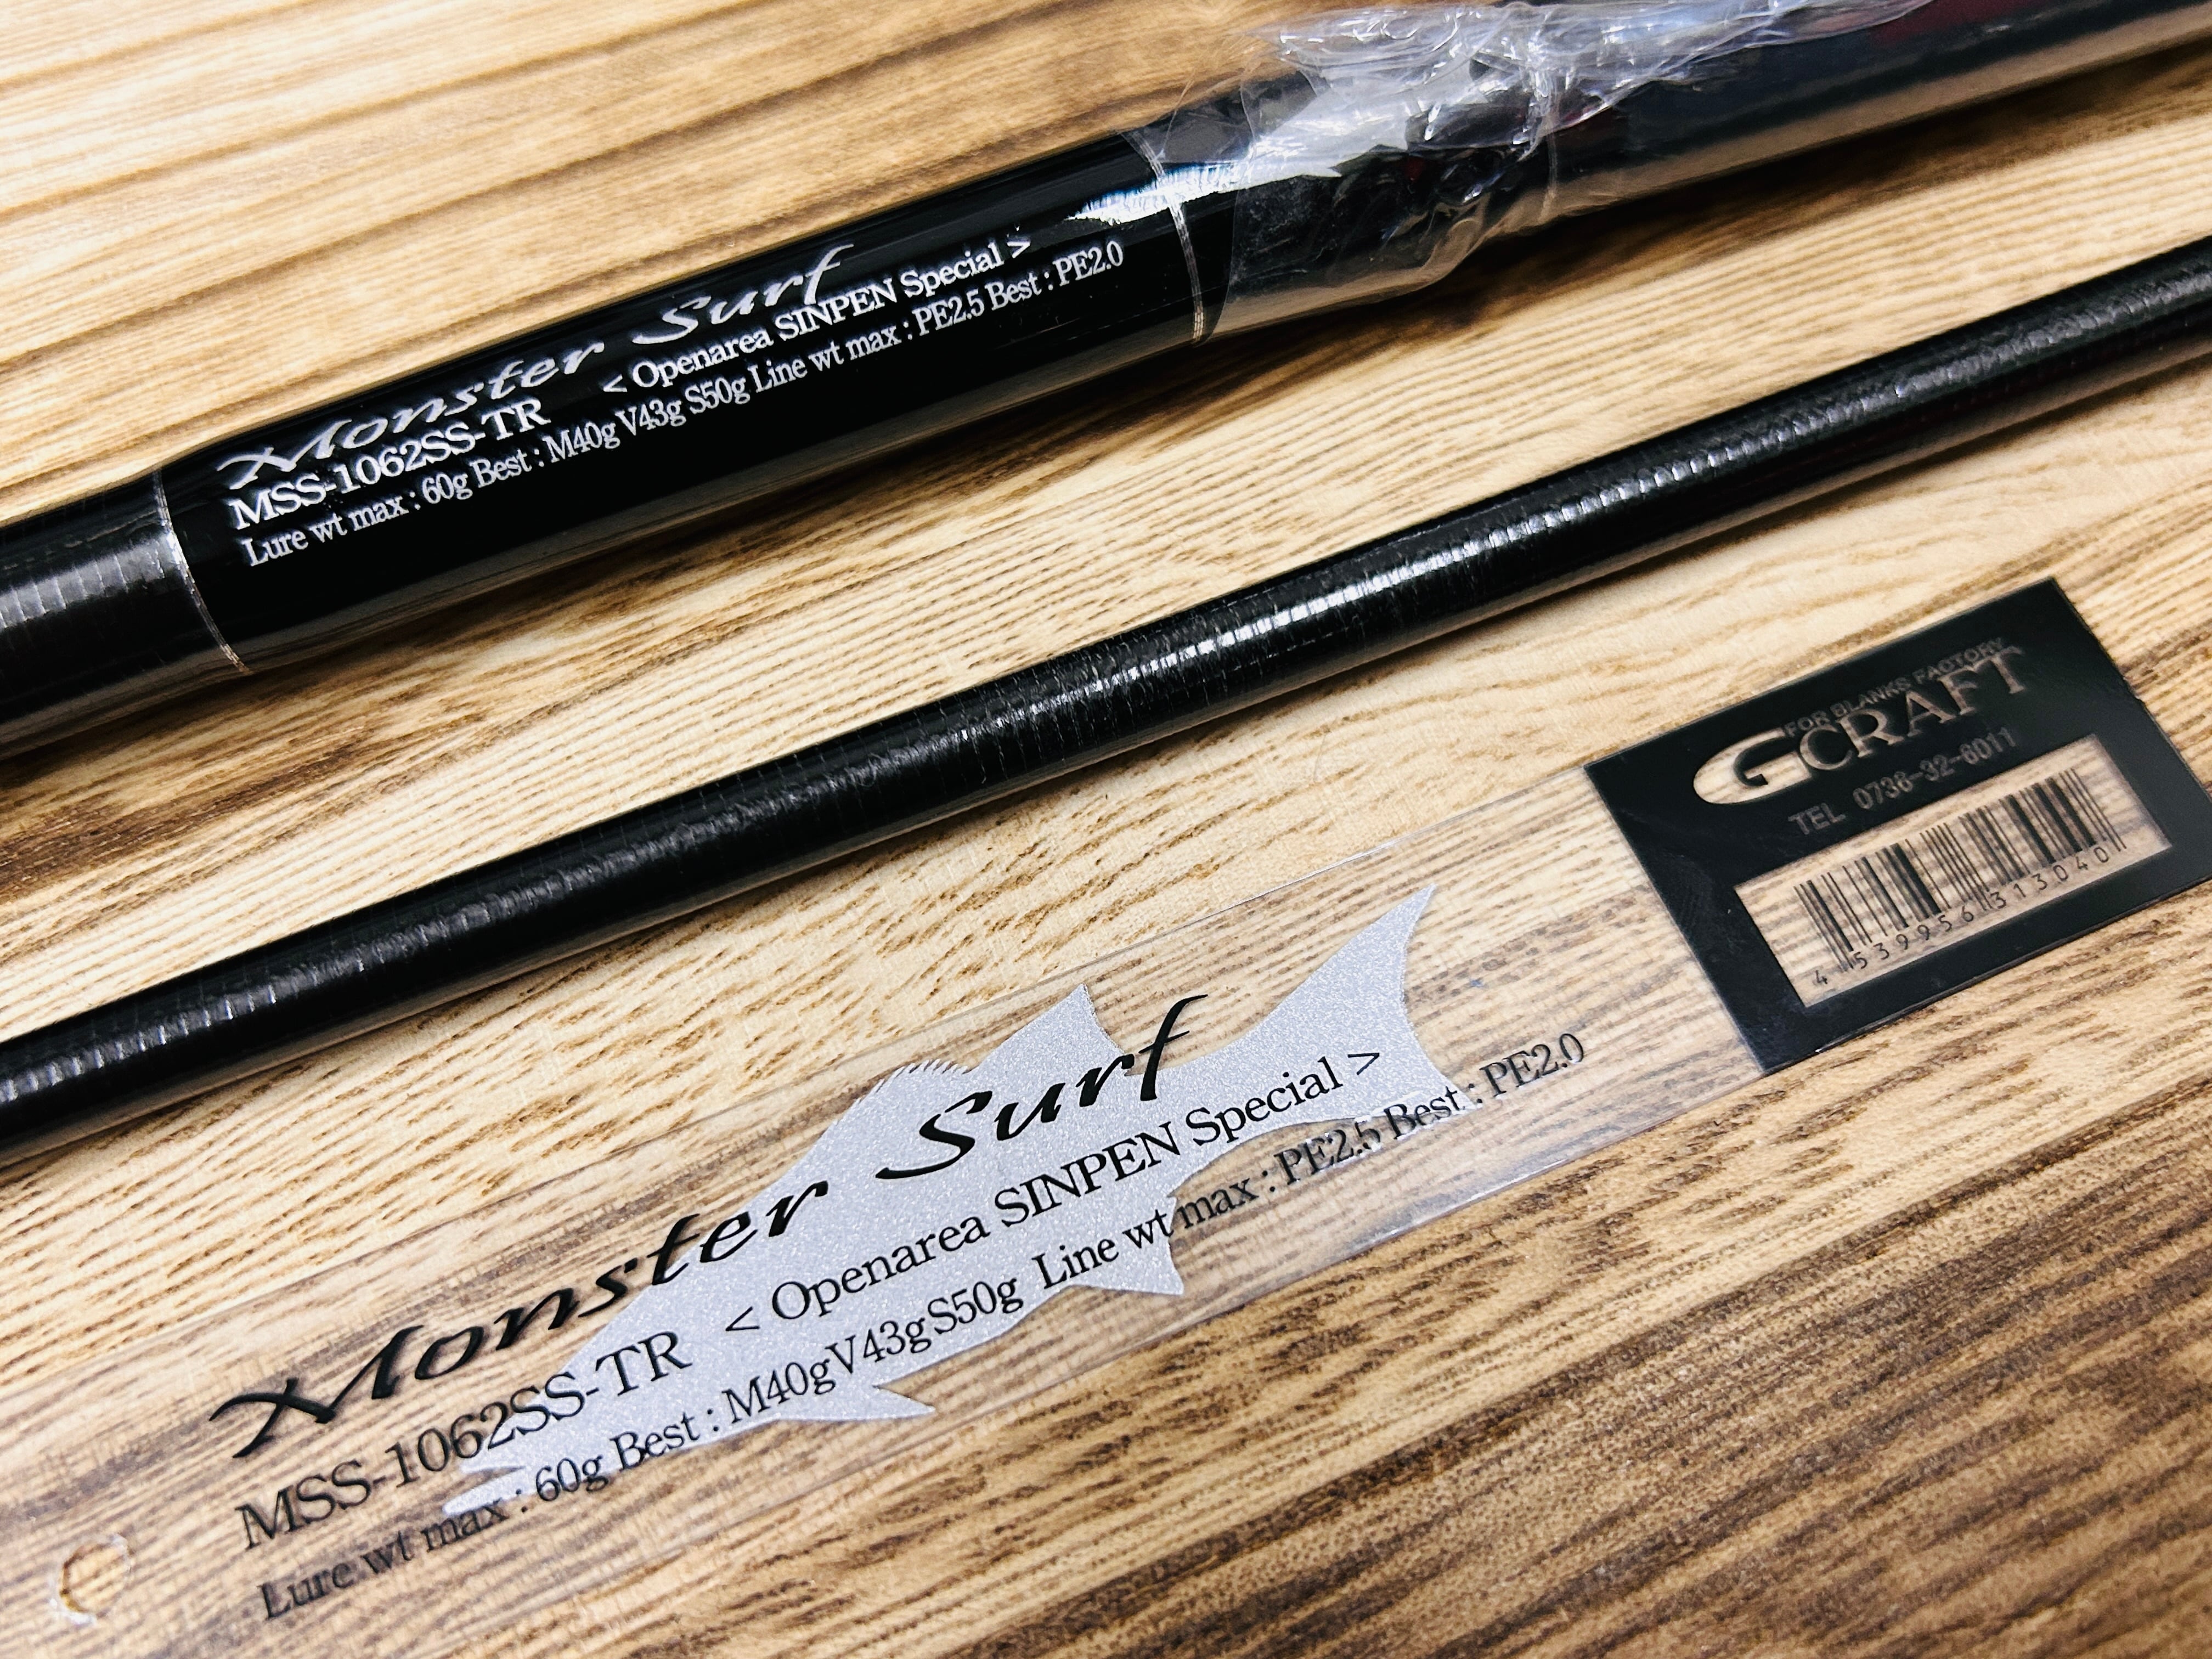 Monster Surf
MSS-1062SS-TR < Openarea SINPEN Special >
Lure wt max : 60g Best : M40g V43g S50g Line wt max : PE2.5 Best : PE2.0
FOR BLANKS FACTORY
GCRAFT
TEL 0736-32-6011
4 539956 313040
Monster Surf
MSS-1062SS-TR < Openarea SINPEN Special >
Lure wt max : 60g Best : M40g V43g S50g Line wt max : PE2.5 Best : PE2.0